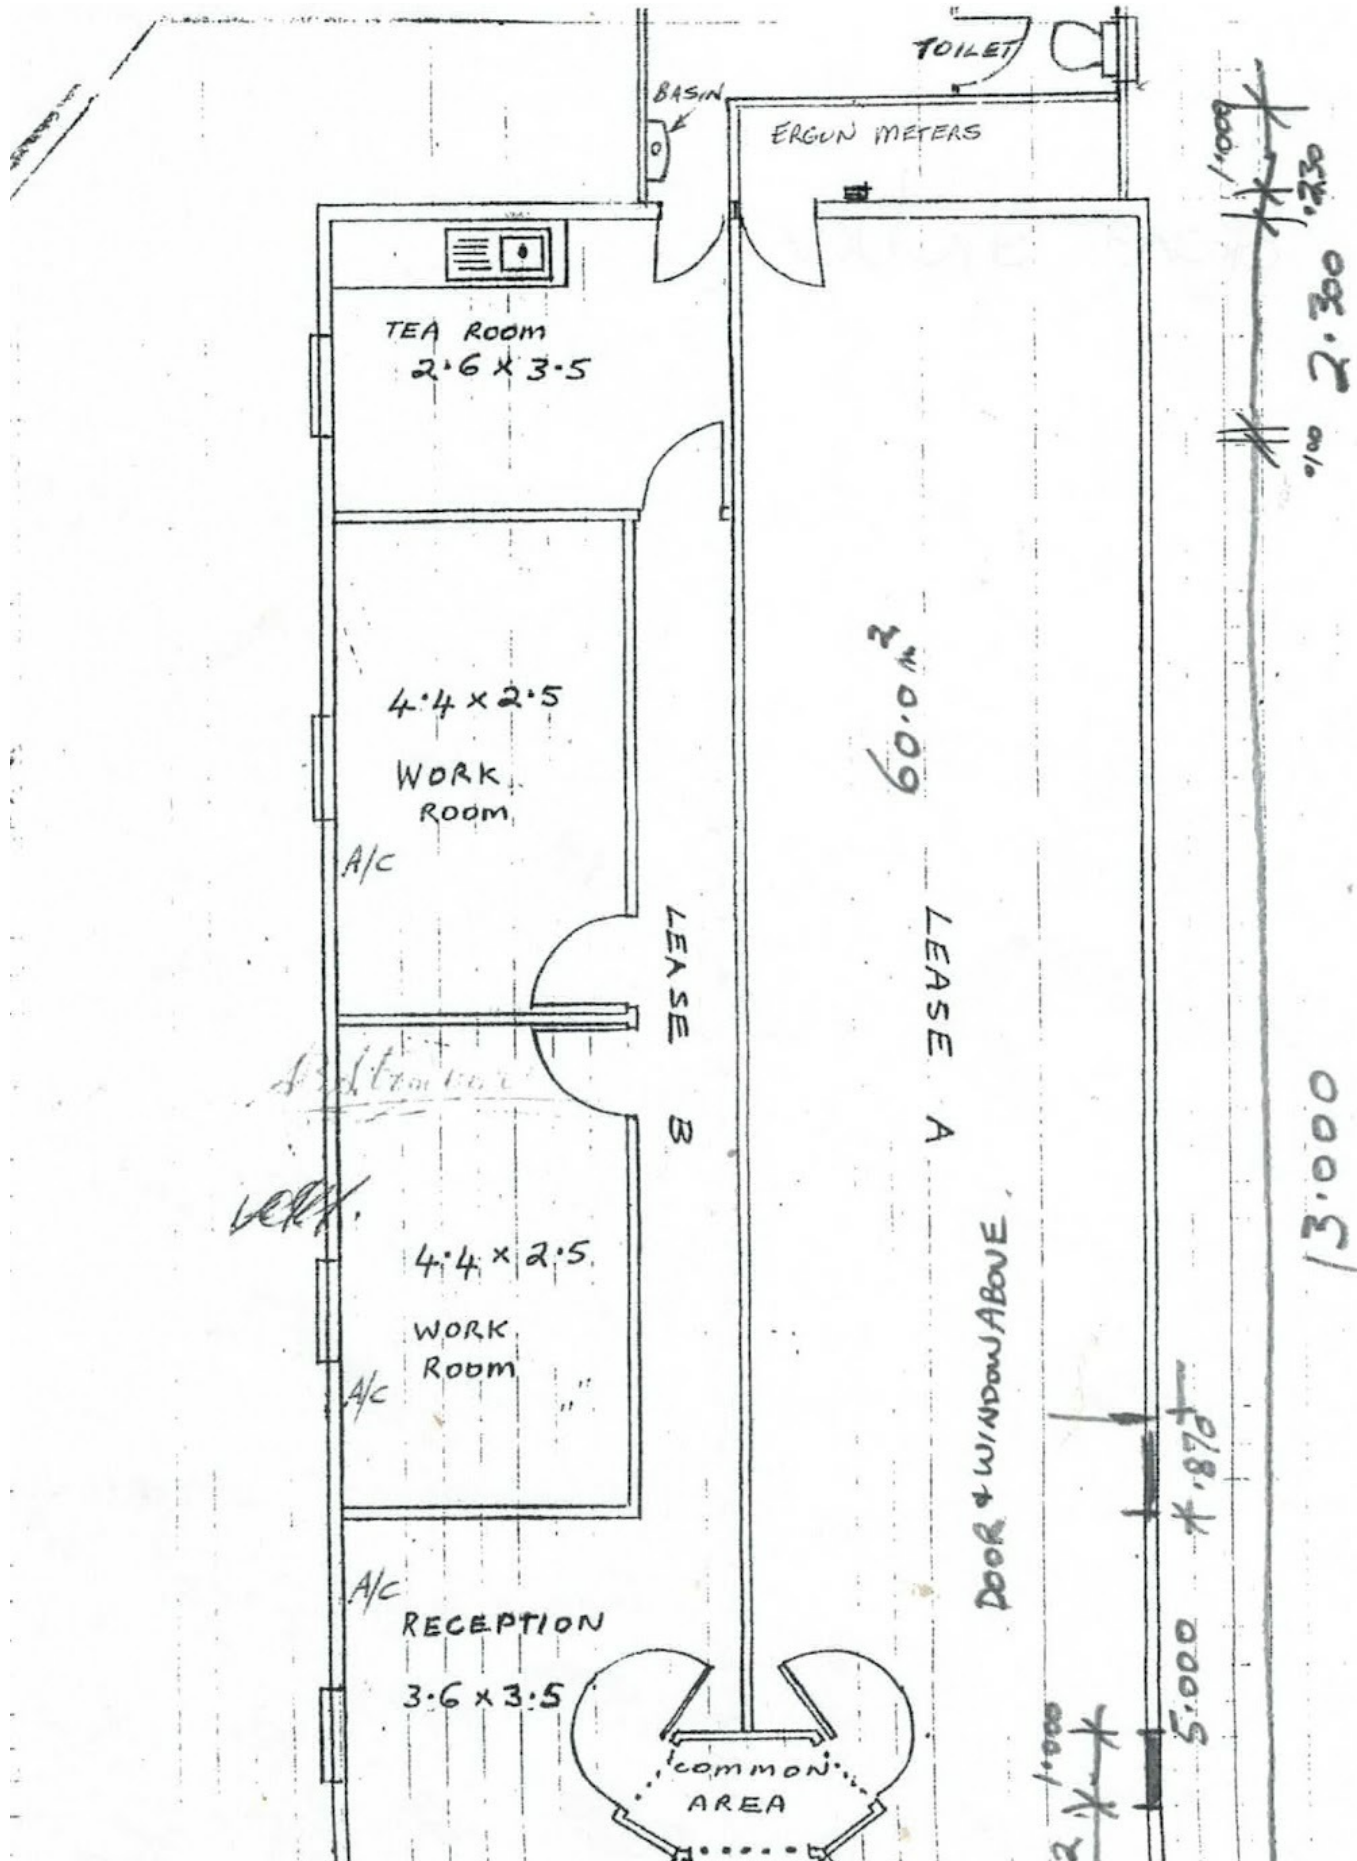 TOILET
BASIN
ERGON METERS
1.000
.230
2.300
.100
TEA ROOM
2.6 x 3.5
60.0 m²
4.4 x 2.5
WORK
ROOM
A/C
LEASE B
LEASE A
13.000
4.4 x 2.5
WORK
ROOM
A/C
"
DOOR & WINDOW ABOVE
.870
5.000
A/C
RECEPTION
3.6 x 3.5
1.000
COMMON
AREA
2